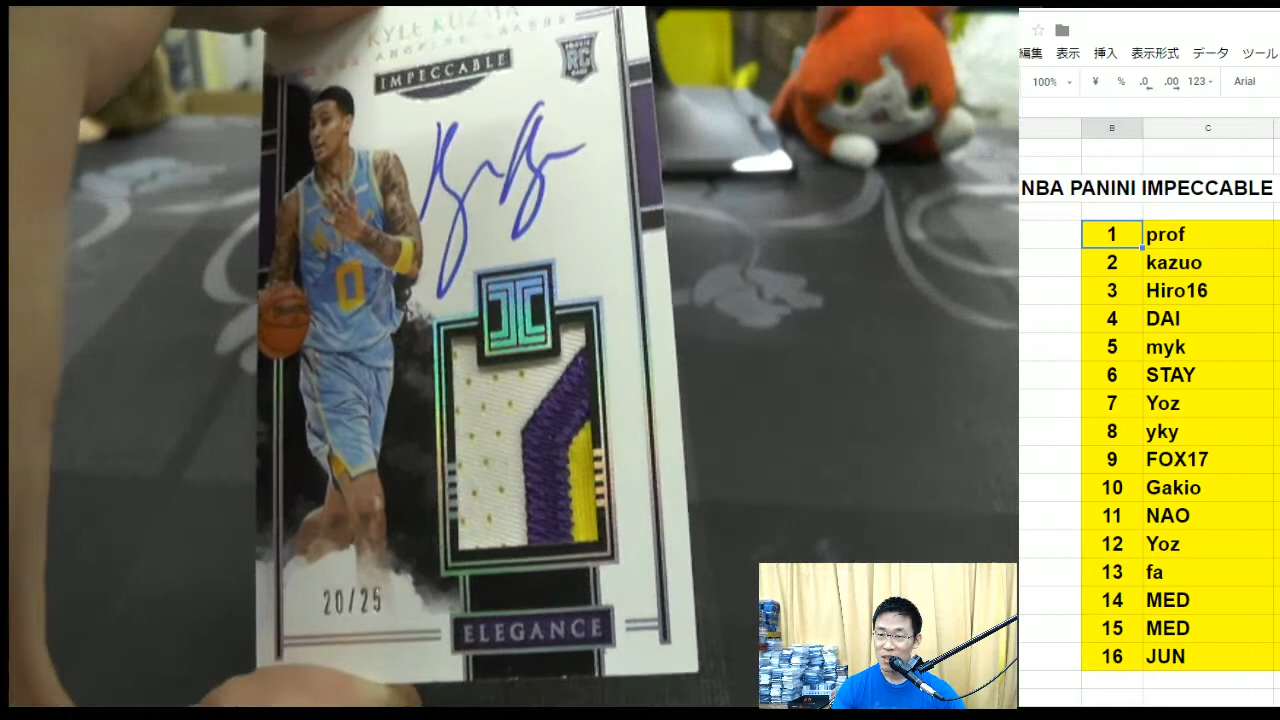 KYLE KUZMA
IMPECCABLE
RC
0
20/25
ELEGANCE
編集 表示 挿入 表示形式 データ ツール
100% ¥ % .0 .00 123 Arial
B C
NBA PANINI IMPECCABLE
1 prof
2 kazuo
3 Hiro16
4 DAI
5 myk
6 STAY
7 Yoz
8 yky
9 FOX17
10 Gakio
11 NAO
12 Yoz
13 fa
14 MED
15 MED
16 JUN